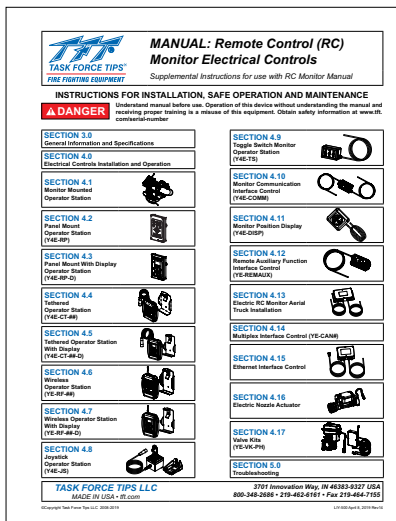 TFT
TASK FORCE TIPS®
FIRE FIGHTING EQUIPMENT
MANUAL: Remote Control (RC)
Monitor Electrical Controls
Supplemental Instructions for use with RC Monitor Manual
INSTRUCTIONS FOR INSTALLATION, SAFE OPERATION AND MAINTENANCE
DANGER
Understand manual before use. Operation of this device without understanding the manual and
receiving proper training is a misuse of this equipment. Obtain safety information at www.tft.
com/serial-number
SECTION 3.0
General Information and Specifications
SECTION 4.0
Electrical Controls Installation and Operation
SECTION 4.1
Monitor Mounted
Operator Station
SECTION 4.2
Panel Mount
Operator Station
(Y4E-RP)
SECTION 4.3
Panel Mount With Display
Operator Station
(Y4E-RP-D)
SECTION 4.4
Tethered
Operator Station
(Y4E-CT-##)
SECTION 4.5
Tethered Operator Station
With Display
(Y4E-CT-##-D)
SECTION 4.6
Wireless
Operator Station
(YE-RF-##)
SECTION 4.7
Wireless Operator Station
With Display
(YE-RF-##-D)
SECTION 4.8
Joystick
Operator Station
(Y4E-JS)
SECTION 4.9
Toggle Switch Monitor
Operator Station
(Y4E-TS)
SECTION 4.10
Monitor Communication
Interface Control
(Y4E-COMM)
SECTION 4.11
Monitor Position Display
(Y4E-DISP)
SECTION 4.12
Remote Auxiliary Function
Interface Control
(YE-REMAUX)
SECTION 4.13
Electric RC Monitor Aerial
Truck Installation
SECTION 4.14
Multiplex Interface Control (YE-CAN#)
SECTION 4.15
Ethernet Interface Control
SECTION 4.16
Electric Nozzle Actuator
SECTION 4.17
Valve Kits
(YE-VK-PH)
SECTION 5.0
Troubleshooting
TASK FORCE TIPS LLC
MADE IN USA • tft.com
3701 Innovation Way, IN 46383-9327 USA
800-348-2686 • 219-462-6161 • Fax 219-464-7155
©Copyright Task Force Tips LLC. 2008-2019
LIY-500 April 8, 2019 Rev14